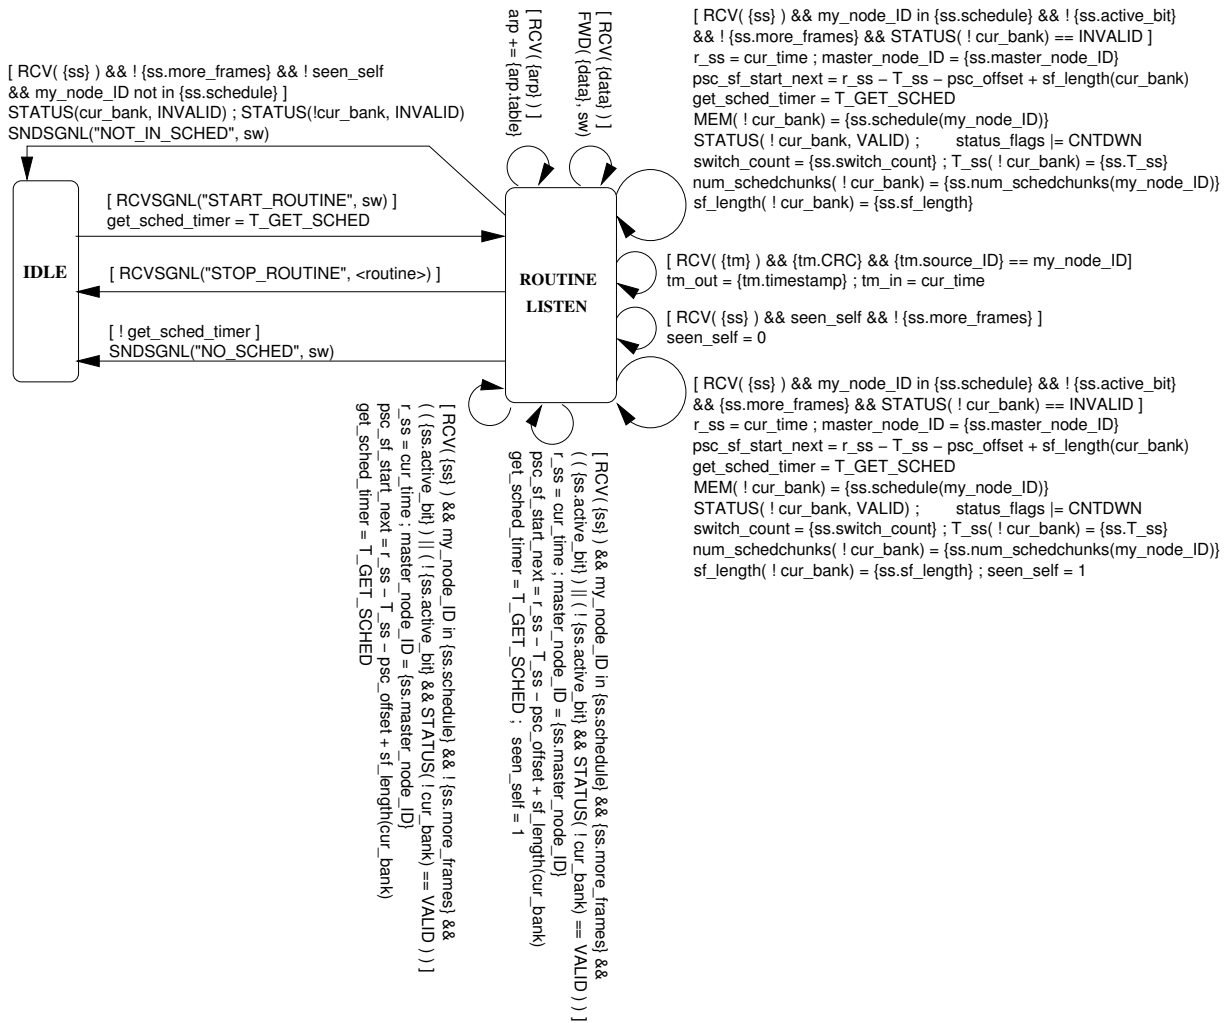 [ RCV( {ss} ) && ! {ss.more_frames} && ! seen_self
&& my_node_ID not in {ss.schedule} ]
STATUS(cur_bank, INVALID) ; STATUS(!cur_bank, INVALID)
SNDSGNL("NOT_IN_SCHED", sw)
[ RCV( {arp} ) ]
arp += {arp.table}
[ RCV( {data} ) ]
FWD( {data}, sw)
[ RCV( {ss} ) && my_node_ID in {ss.schedule} && ! {ss.active_bit}
&& ! {ss.more_frames} && STATUS( ! cur_bank) == INVALID ]
r_ss = cur_time ; master_node_ID = {ss.master_node_ID}
psc_sf_start_next = r_ss − T_ss − psc_offset + sf_length(cur_bank)
get_sched_timer = T_GET_SCHED
MEM( ! cur_bank) = {ss.schedule(my_node_ID)}
STATUS( ! cur_bank, VALID) ; status_flags |= CNTDWN
switch_count = {ss.switch_count} ; T_ss( ! cur_bank) = {ss.T_ss}
num_schedchunks( ! cur_bank) = {ss.num_schedchunks(my_node_ID)}
sf_length( ! cur_bank) = {ss.sf_length}
IDLE
[ RCVSGNL("START_ROUTINE", sw) ]
get_sched_timer = T_GET_SCHED
[ RCVSGNL("STOP_ROUTINE", <routine>) ]
[ ! get_sched_timer ]
SNDSGNL("NO_SCHED", sw)
ROUTINE
LISTEN
[ RCV( {tm} ) && {tm.CRC} && {tm.source_ID} == my_node_ID]
tm_out = {tm.timestamp} ; tm_in = cur_time
[ RCV( {ss} ) && seen_self && ! {ss.more_frames} ]
seen_self = 0
[ RCV( {ss} ) && my_node_ID in {ss.schedule} && ! {ss.active_bit}
&& {ss.more_frames} && STATUS( ! cur_bank) == INVALID ]
r_ss = cur_time ; master_node_ID = {ss.master_node_ID}
psc_sf_start_next = r_ss − T_ss − psc_offset + sf_length(cur_bank)
get_sched_timer = T_GET_SCHED
MEM( ! cur_bank) = {ss.schedule(my_node_ID)}
STATUS( ! cur_bank, VALID) ; status_flags |= CNTDWN
switch_count = {ss.switch_count} ; T_ss( ! cur_bank) = {ss.T_ss}
num_schedchunks( ! cur_bank) = {ss.num_schedchunks(my_node_ID)}
sf_length( ! cur_bank) = {ss.sf_length} ; seen_self = 1
[ RCV( {ss} ) && my_node_ID in {ss.schedule} && ! {ss.more_frames} &&
( ( {ss.active_bit} ) || ( ! {ss.active_bit} && STATUS( ! cur_bank) == VALID ) ) ]
r_ss = cur_time ; master_node_ID = {ss.master_node_ID}
psc_sf_start_next = r_ss − T_ss − psc_offset + sf_length(cur_bank)
get_sched_timer = T_GET_SCHED
[ RCV( {ss} ) && my_node_ID in {ss.schedule} && {ss.more_frames} &&
( ( {ss.active_bit} ) || ( ! {ss.active_bit} && STATUS( ! cur_bank) == VALID ) ) ]
r_ss = cur_time ; master_node_ID = {ss.master_node_ID}
psc_sf_start_next = r_ss − T_ss − psc_offset + sf_length(cur_bank)
get_sched_timer = T_GET_SCHED ; seen_self = 1